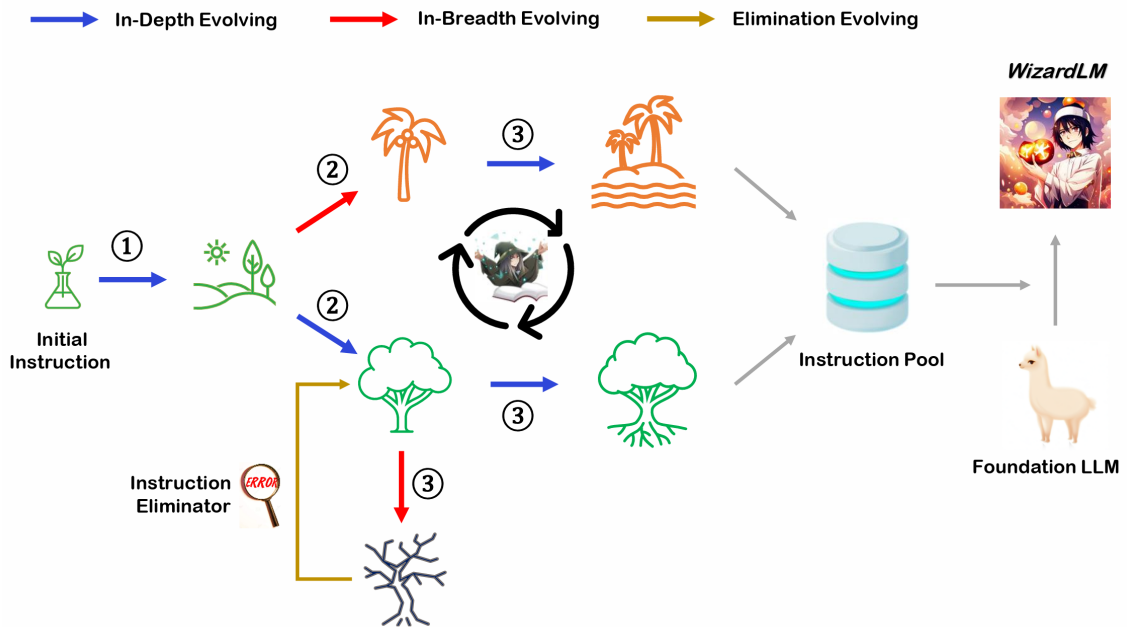 In-Depth Evolving
In-Breadth Evolving
Elimination Evolving
WizardLM
③
②
①
②
Initial
Instruction
Instruction Pool
③
Foundation LLM
③
Instruction
Eliminator
ERROR